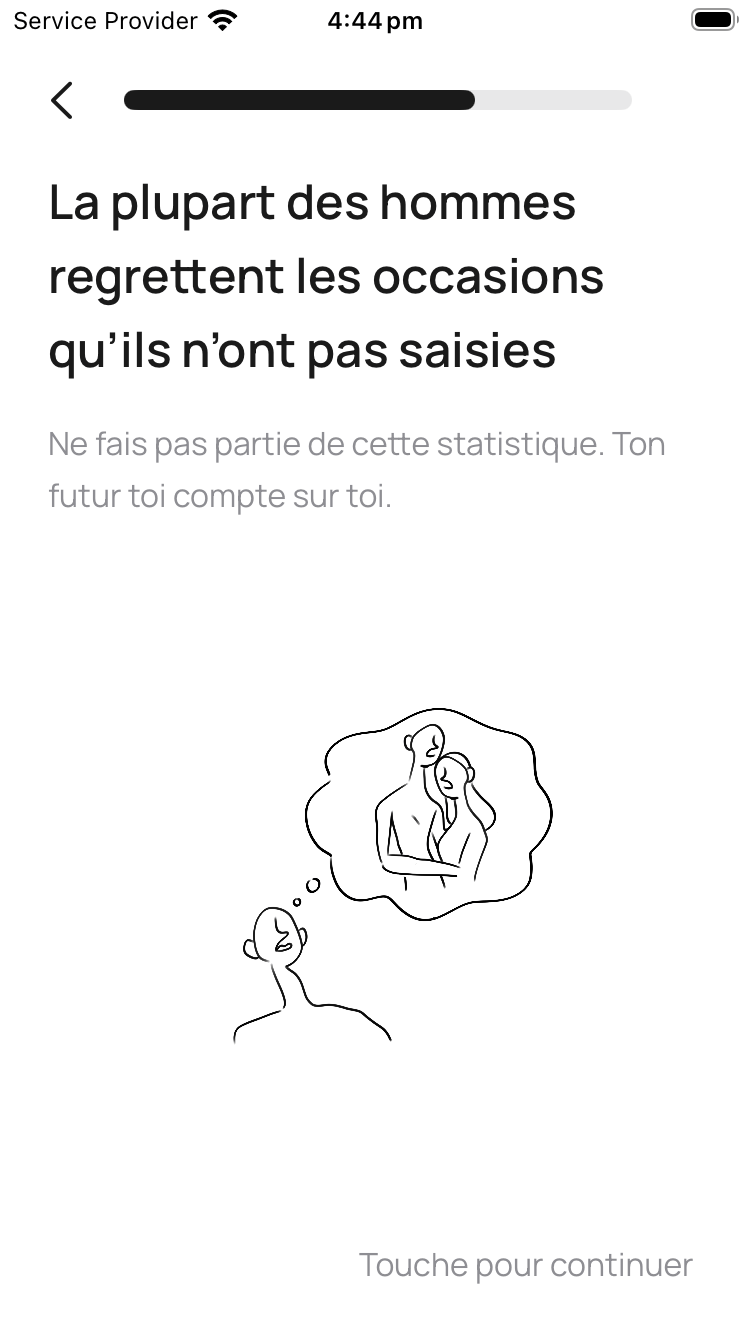 Service Provider 4:44 pm
La plupart des hommes
regrettent les occasions
qu’ils n’ont pas saisies
Ne fais pas partie de cette statistique. Ton
futur toi compte sur toi.
Touche pour continuer